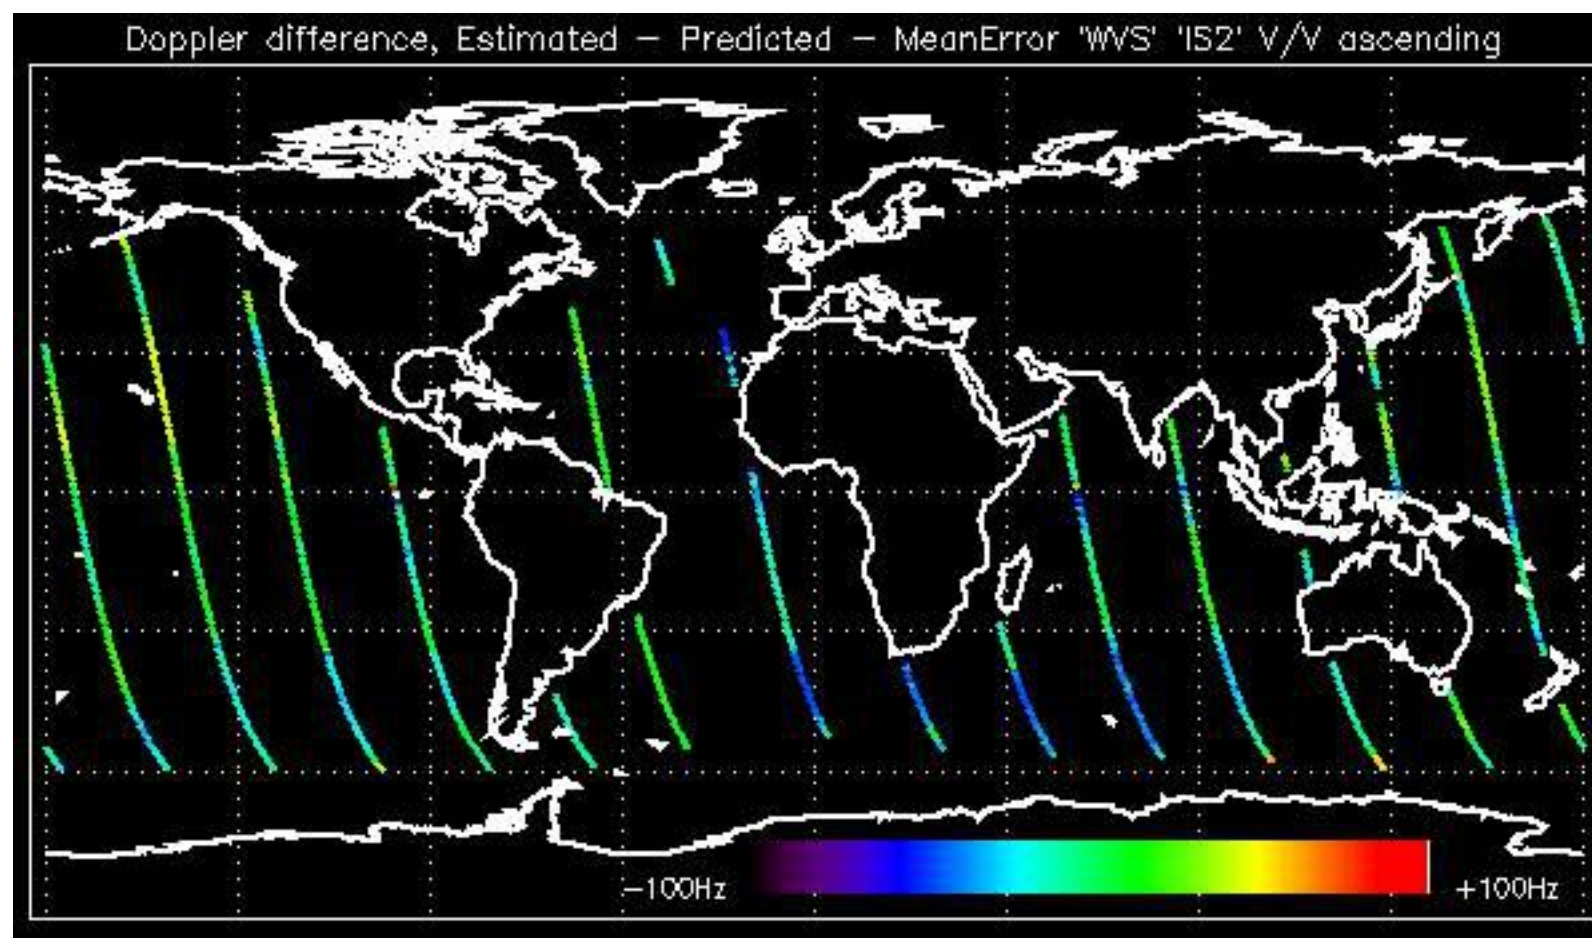 Doppler difference, Estimated – Predicted – MeanError 'WVS' 'IS2' V/V ascending
–100Hz +100Hz